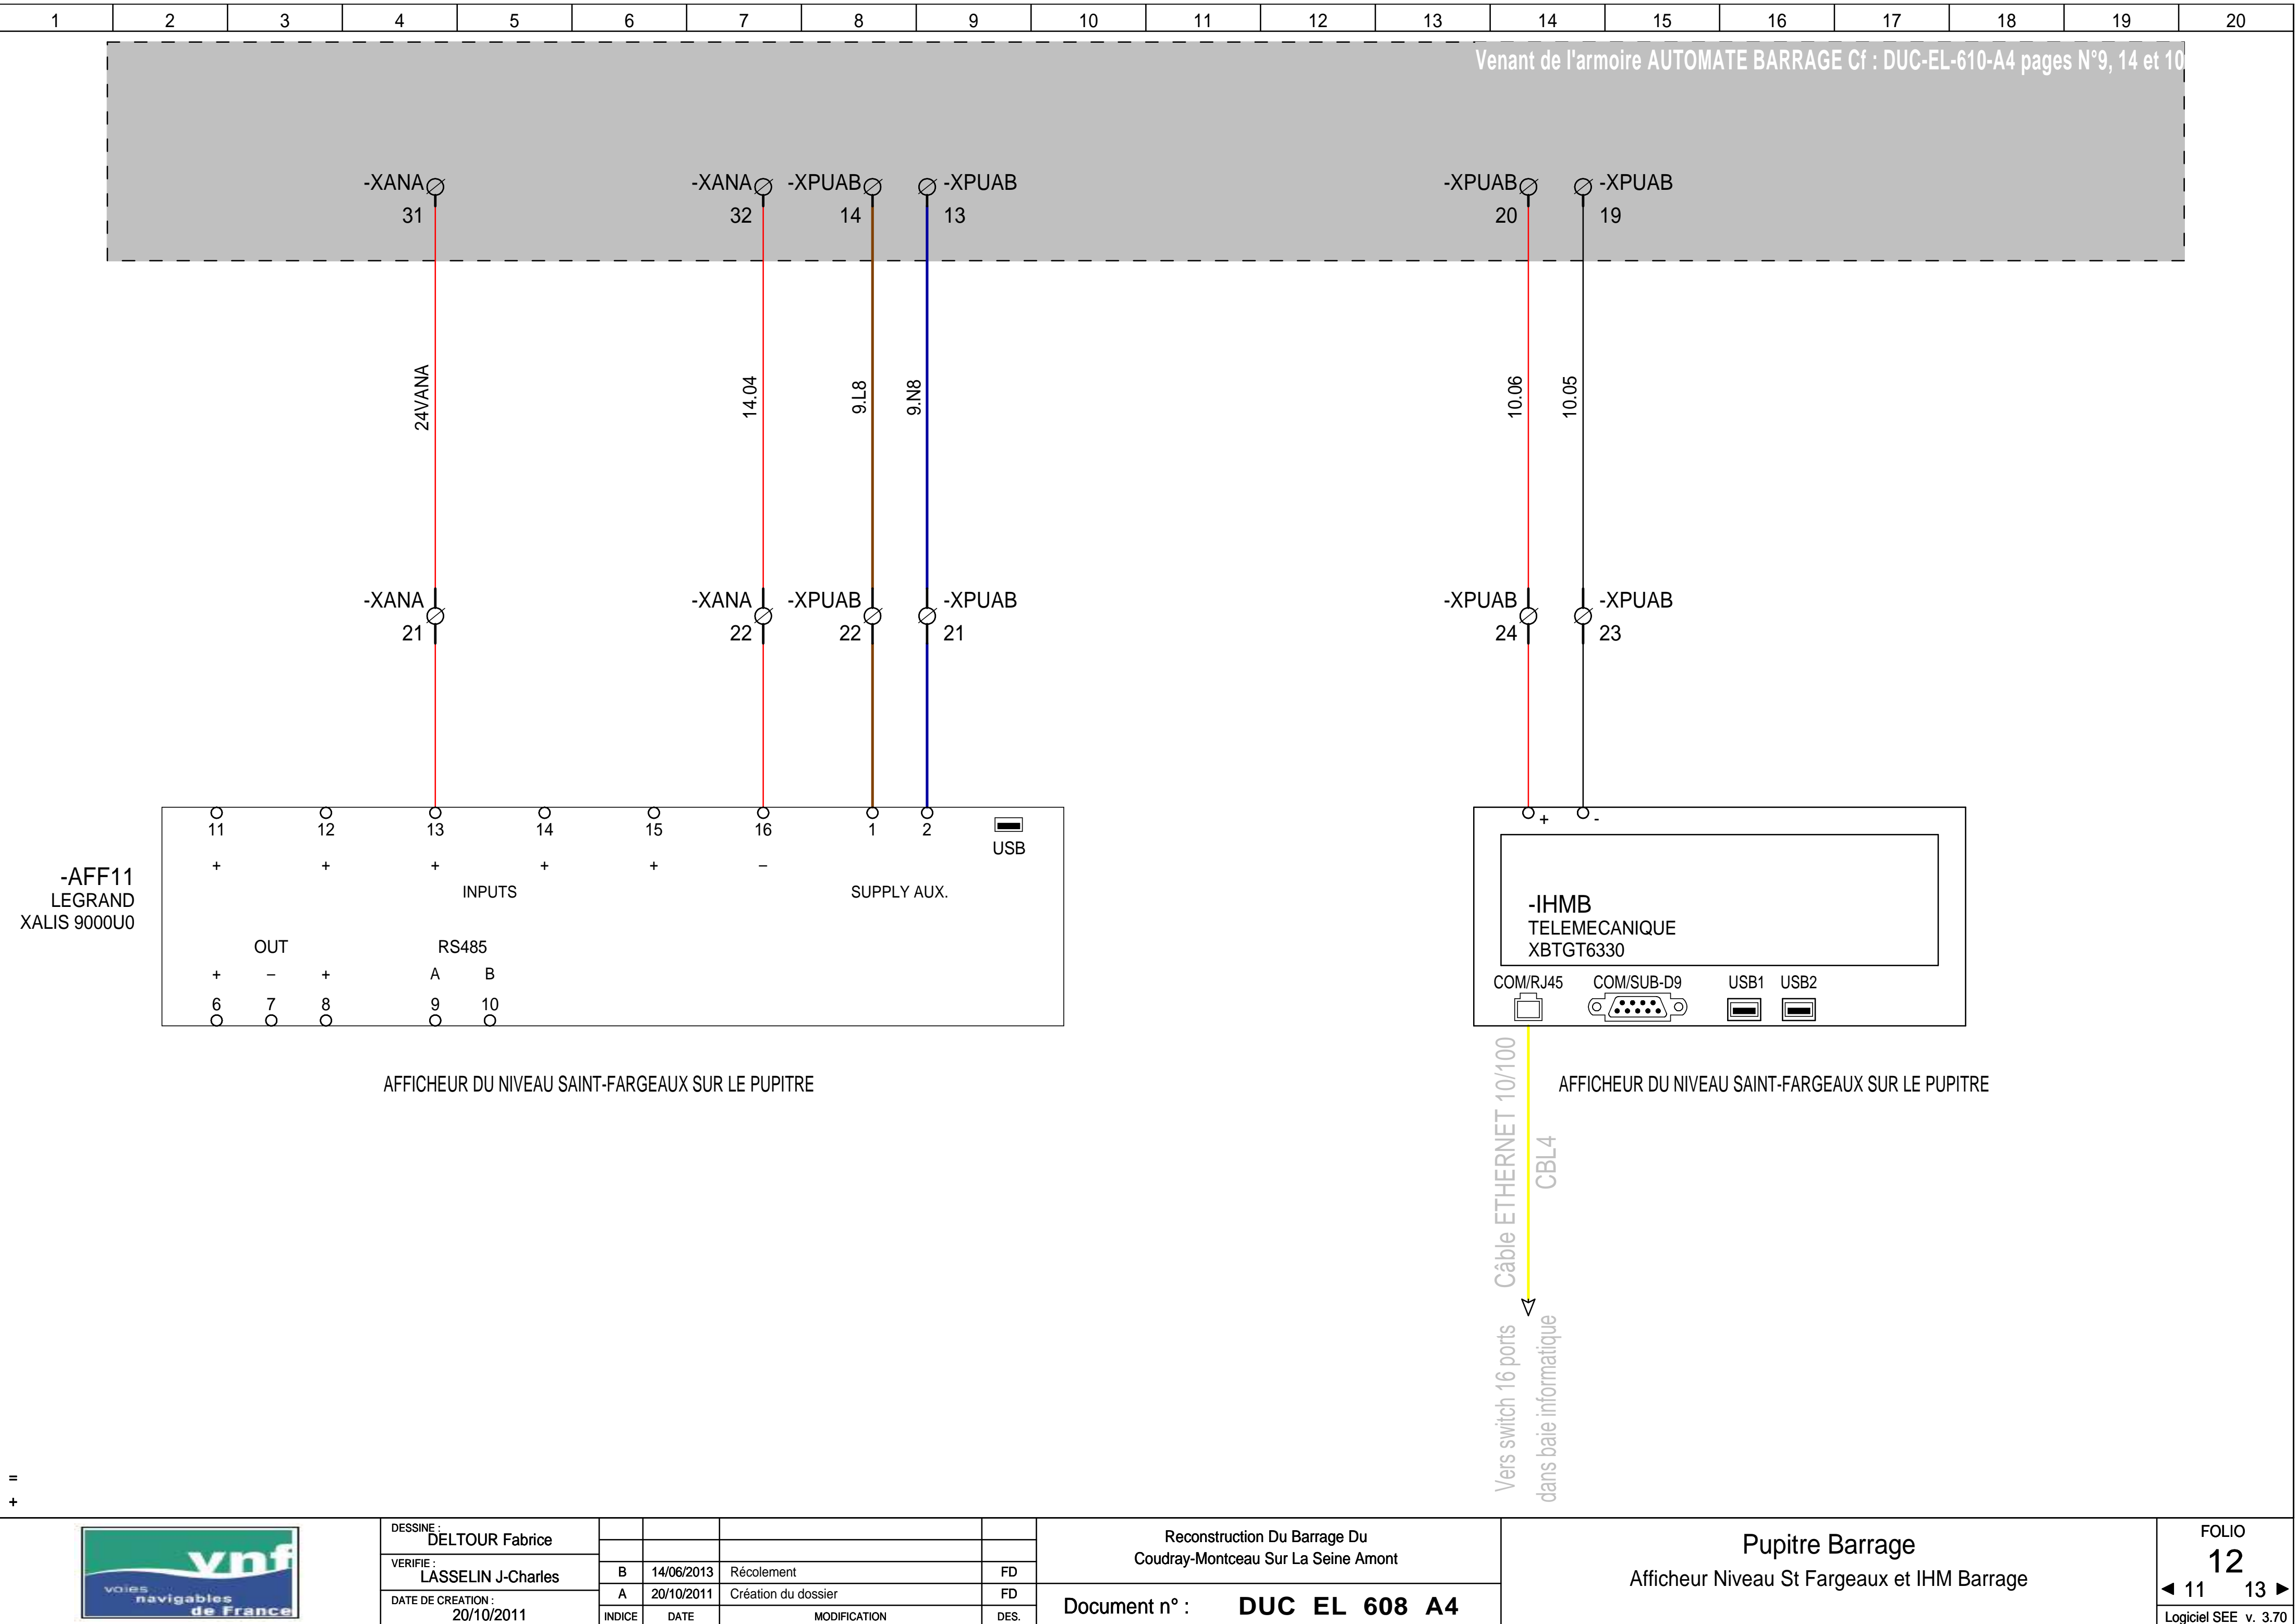 1 2 3 4 5 6 7 8 9 10 11 12 13 14 15 16 17 18 19 20
Venant de l'armoire AUTOMATE BARRAGE Cf : DUC-EL-610-A4 pages N°9, 14 et 10
-XANA -XANA -XPUAB -XPUAB -XPUAB -XPUAB
31 32 14 13 20 19
24VANA 14.04 9.L8 9.N8 10.06 10.05
-XANA -XANA -XPUAB -XPUAB -XPUAB -XPUAB
21 22 22 21 24 23
11 12 13 14 15 16 1 2
USB
+ + + + + –
INPUTS
SUPPLY AUX.
-AFF11
LEGRAND
XALIS 9000U0
OUT
RS485
+ – + A B
6 7 8 9 10
AFFICHEUR DU NIVEAU SAINT-FARGEAUX SUR LE PUPITRE
+ -
-IHMB
TELEMECANIQUE
XBTGT6330
COM/RJ45 COM/SUB-D9 USB1 USB2
AFFICHEUR DU NIVEAU SAINT-FARGEAUX SUR LE PUPITRE
Câble ETHERNET 10/100
CBL4
Vers switch 16 ports
dans baie informatique
=
+
vnf
voies
navigables
de France
DESSINE :
DELTOUR Fabrice
VERIFIE :
LASSELIN J-Charles
DATE DE CREATION :
20/10/2011
B 14/06/2013 Récolement FD
A 20/10/2011 Création du dossier FD
INDICE DATE MODIFICATION DES.
Reconstruction Du Barrage Du
Coudray-Montceau Sur La Seine Amont
Document n° : DUC EL 608 A4
Pupitre Barrage
Afficheur Niveau St Fargeaux et IHM Barrage
FOLIO
12
◄ 11 13 ►
Logiciel SEE v. 3.70